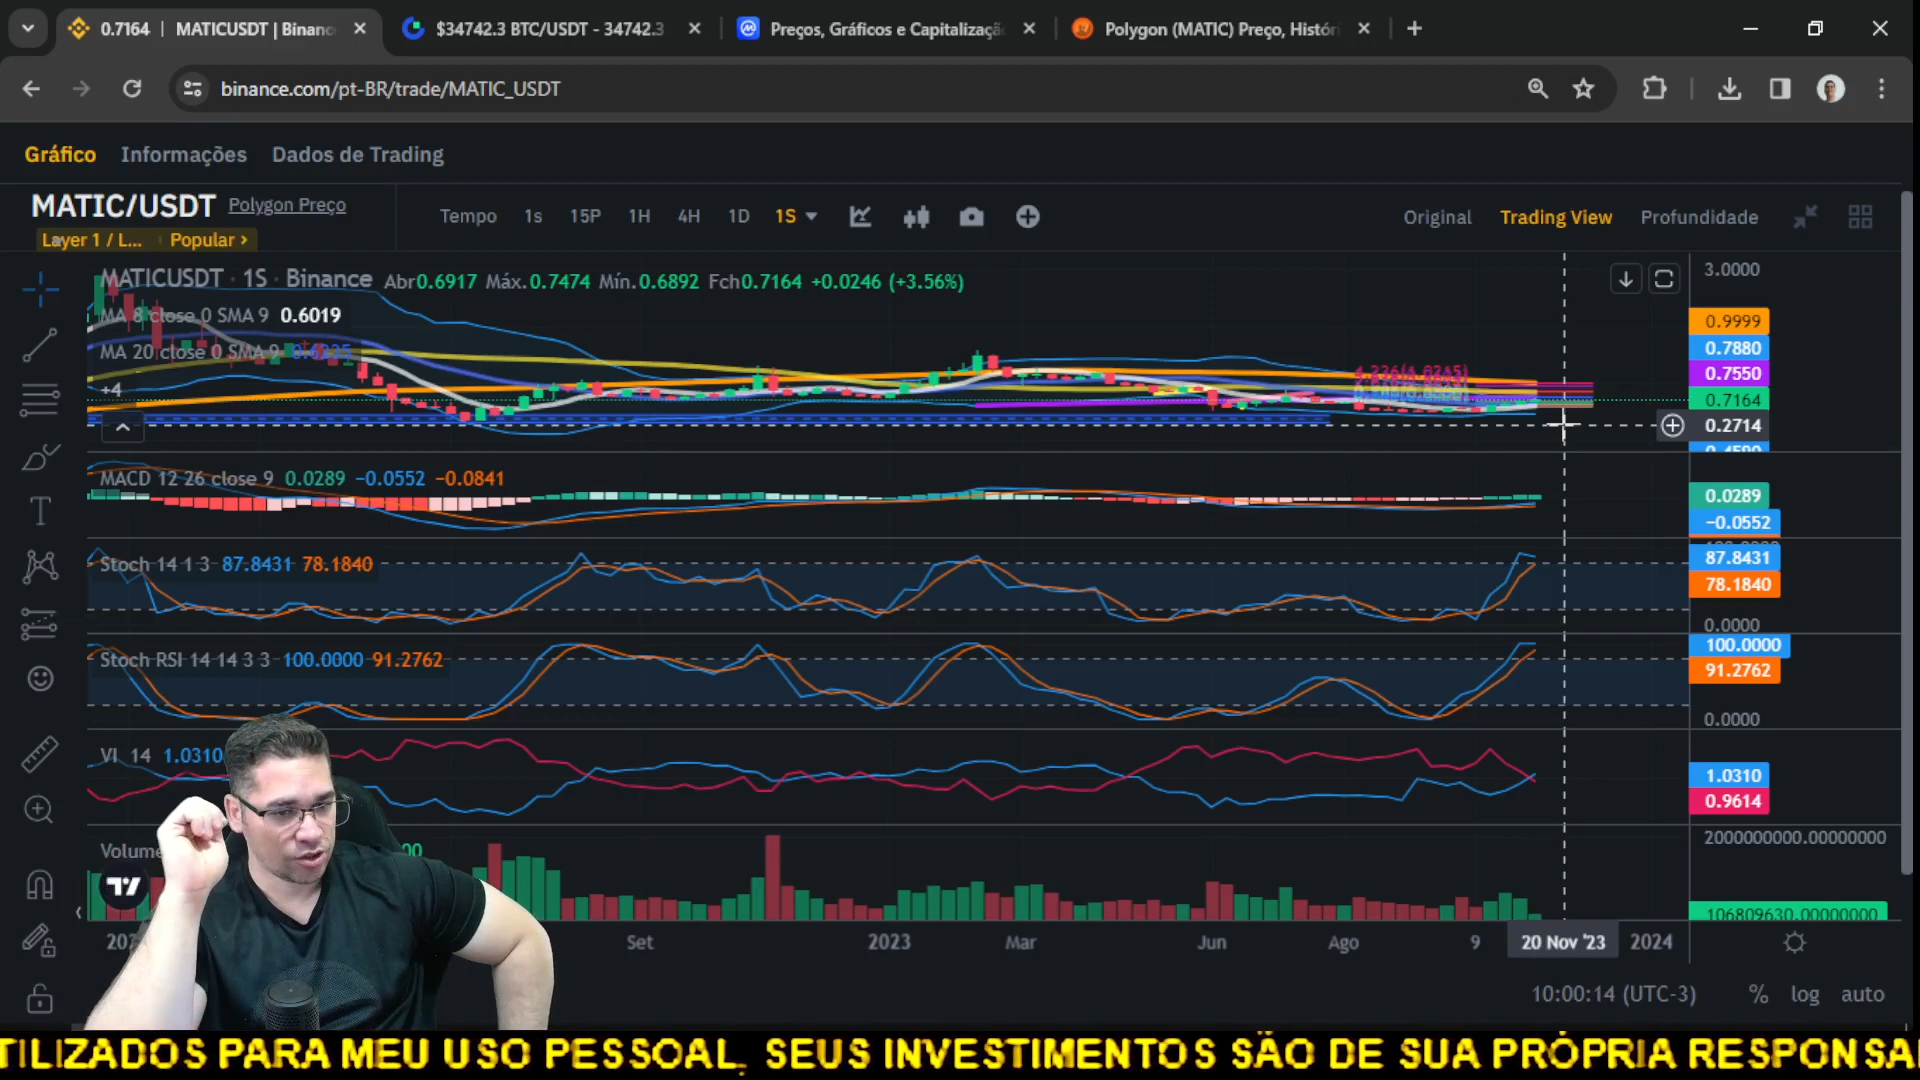 0.7164 | MATICUSDT | Binanc
$34742.3 BTC/USDT - 34742.3
Preços, Gráficos e Capitalizaçã
Polygon (MATIC) Preço, Histór
binance.com/pt-BR/trade/MATIC_USDT
Gráfico Informações Dados de Trading
MATIC/USDT Polygon Preço
Layer 1 / L... Popular
Tempo 1s 15P 1H 4H 1D 1S
Original Trading View Profundidade
MATICUSDT · 1S · Binance Abr0.6917 Máx.0.7474 Mín.0.6892 Fch0.7164 +0.0246 (+3.56%)
MA 8 close 0 SMA 9 0.6019
MA 20 close 0 SMA 9
+4
3.0000
0.9999
0.7880
0.7550
0.7164
0.2714
MACD 12 26 close 9 0.0289 −0.0552 −0.0841
0.0289
−0.0552
Stoch 14 1 3 87.8431 78.1840
87.8431
78.1840
0.0000
Stoch RSI 14 14 3 3 100.0000 91.2762
100.0000
91.2762
0.0000
VI 14 1.0310
1.0310
0.9614
Volume
2000000000.00000000
106809630.00000000
Set 2023 Mar Jun Ago 9 20 Nov '23 2024
10:00:14 (UTC-3) % log auto
TILIZADOS PARA MEU USO PESSOAL, SEUS INVESTIMENTOS SÃO DE SUA PRÓPRIA RESPONSA